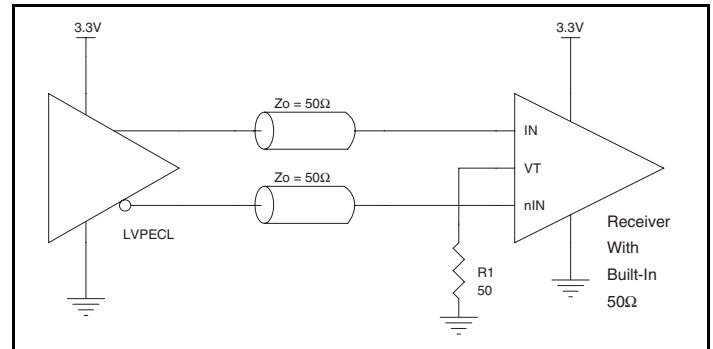 3.3V
3.3V
Zo = 50Ω
IN
VT
Zo = 50Ω
nIN
LVPECL
Receiver
With
Built-In
50Ω
R1
50